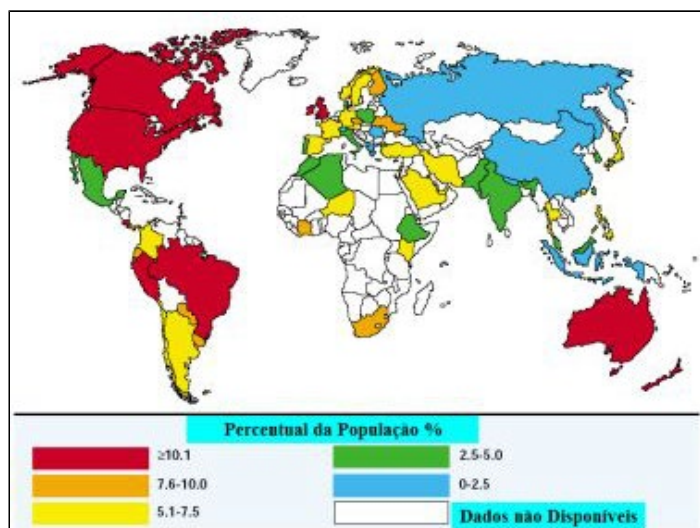 Percentual da População %
≥10.1
7.6-10.0
5.1-7.5
2.5-5.0
0-2.5
Dados não Disponíveis